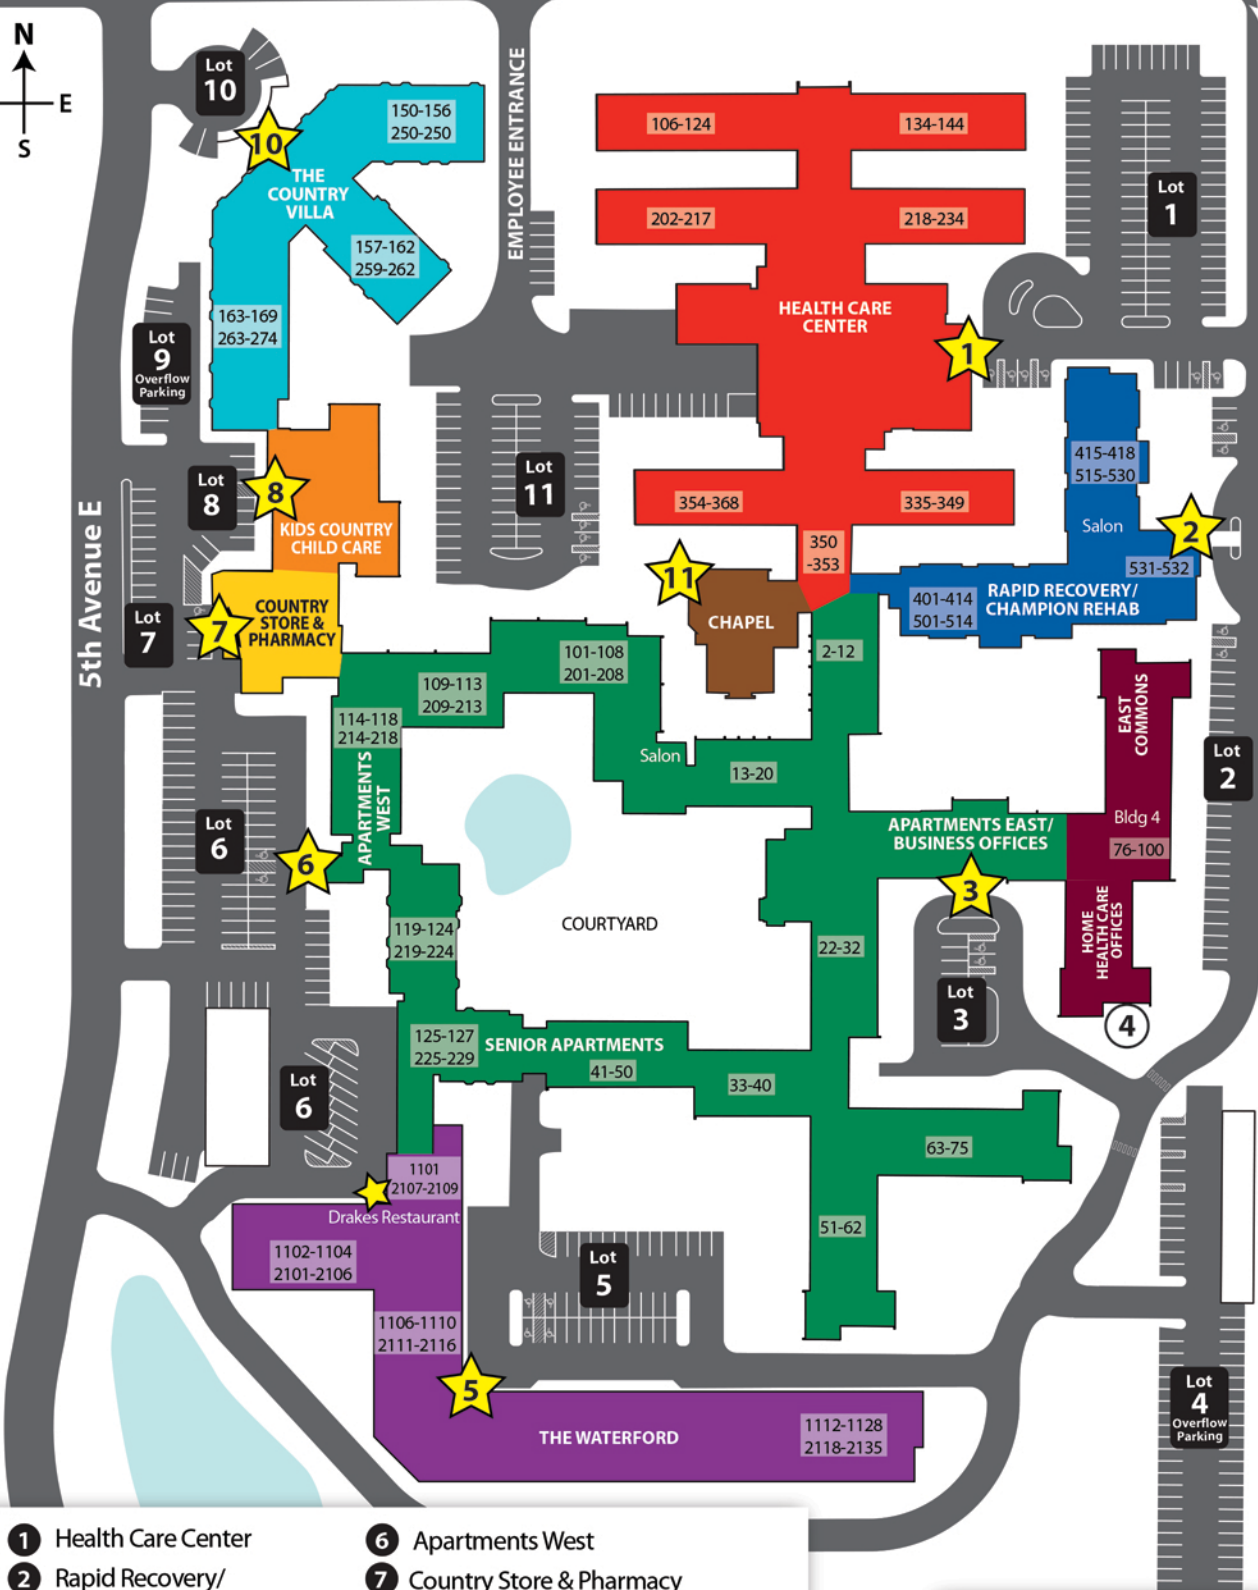 N
E
S
Lot
10
10
150-156
250-250
THE
COUNTRY
VILLA
157-162
259-262
163-169
263-274
EMPLOYEE ENTRANCE
106-124
134-144
202-217
218-234
HEALTH CARE
CENTER
1
Lot
1
Lot
9
Overflow
Parking
Lot
8
8
KIDS COUNTRY
CHILD CARE
Lot
11
354-368
335-349
350
-353
415-418
515-530
Salon
2
531-532
RAPID RECOVERY/
CHAMPION REHAB
401-414
501-514
11
CHAPEL
5th Avenue E
Lot
7
7
COUNTRY
STORE &
PHARMACY
101-108
201-208
109-113
209-213
114-118
214-218
APARTMENTS
WEST
2-12
Salon
13-20
EAST
COMMONS
Lot
2
Bldg 4
76-100
APARTMENTS EAST/
BUSINESS OFFICES
3
Lot
6
6
COURTYARD
119-124
219-224
22-32
HOME
HEALTH CARE
OFFICES
Lot
3
4
125-127
225-229
SENIOR APARTMENTS
41-50
33-40
Lot
6
63-75
1101
2107-2109
Drakes Restaurant
51-62
1102-1104
2101-2106
Lot
5
1106-1110
2111-2116
5
THE WATERFORD
1112-1128
2118-2135
Lot
4
Overflow
Parking
1 Health Care Center
2 Rapid Recovery/
6 Apartments West
7 Country Store & Pharmacy